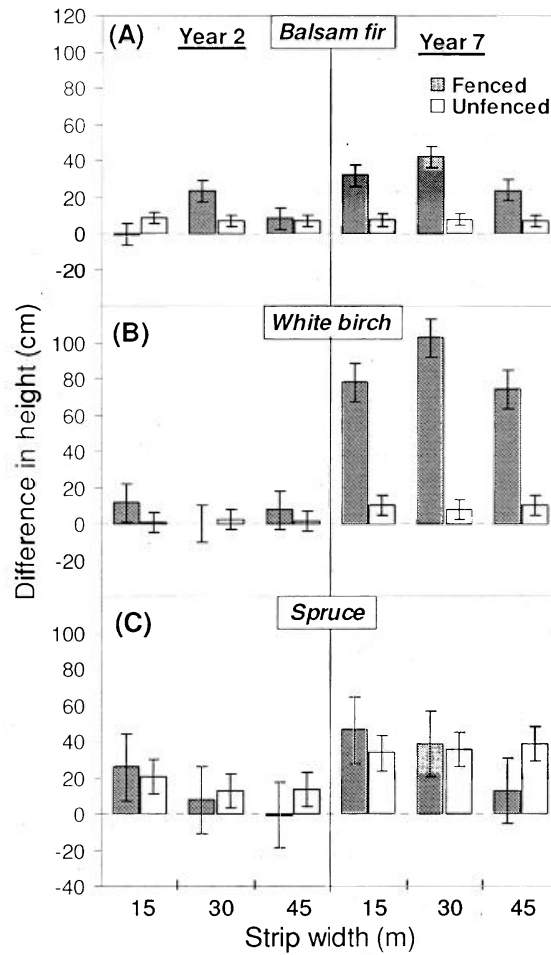 (A) Year 2 Balsam fir Year 7
Fenced
Unfenced
120
100
80
60
40
20
0
-20
(B) White birch
100
80
60
40
20
0
-20
(C) Spruce
100
80
60
40
20
0
-20
-40
15 30 45 15 30 45
Strip width (m)
Difference in height (cm)